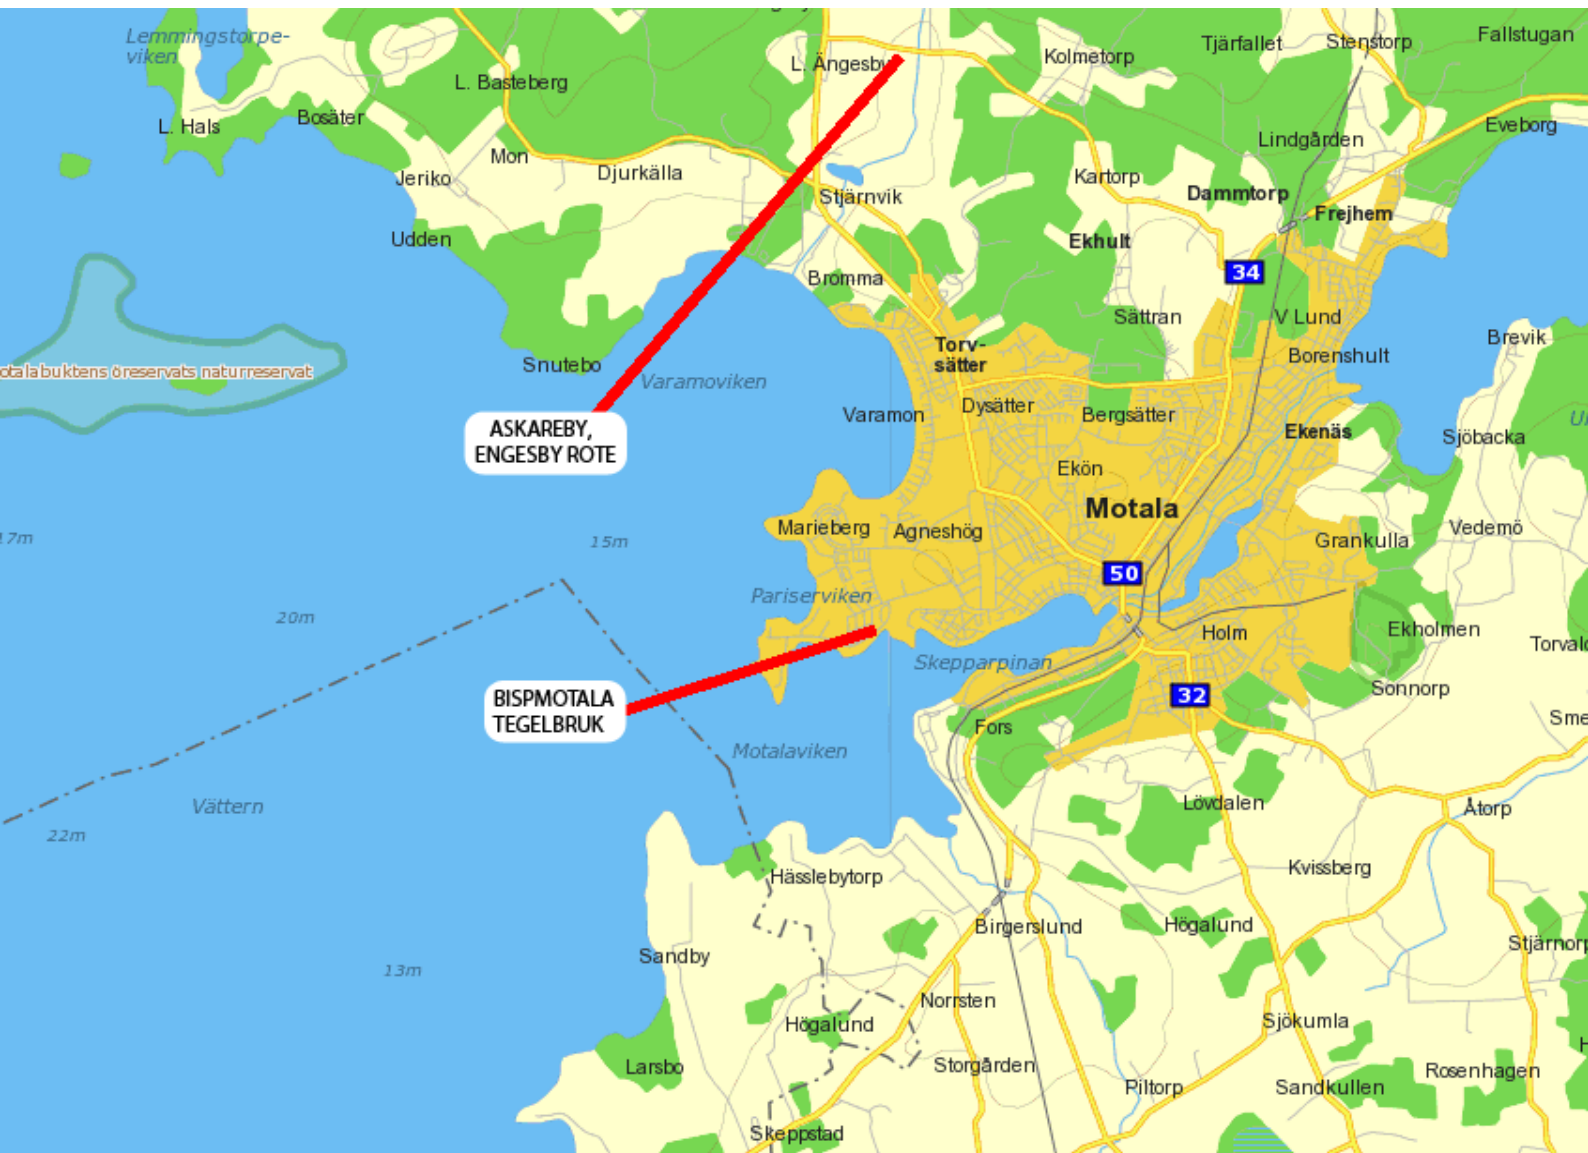 Lemmingstorpe-
viken
L. Hals
Bosäter
L. Basteberg
Mon
Jeriko
Djurkälla
Udden
L. Ängesby
Stjärnvik
Kolmetorp
Tjärfallet
Stenstorp
Fallstugan
Eveborg
Lindgården
Kartorp
Dammtorp
Frejhem
Ekhult
34
Bromma
Sättran
V Lund
Borenshult
Brevik
Torv-
sätter
Snutebo
Varamoviken
otalabuktens öreservats naturreservat
ASKAREBY,
ENGESBY ROTE
Varamon
Dysätter
Bergsätter
Ekenäs
Sjöbacka
Ekön
Motala
Marieberg
Agneshög
Grankulla
Vedemö
17m
15m
50
Pariserviken
20m
Holm
Ekholmen
Skepparpinan
Sonnorp
BISPMOTALA
TEGELBRUK
32
Fors
Motalaviken
Vättern
22m
Lövdalen
Åtorp
Hässlebytorp
Kvissberg
Birgerslund
Högalund
Stjärnorp
Sandby
13m
Norrsten
Högalund
Sjökumla
Larsbo
Storgården
Piltorp
Sandkullen
Rosenhagen
Skeppstad